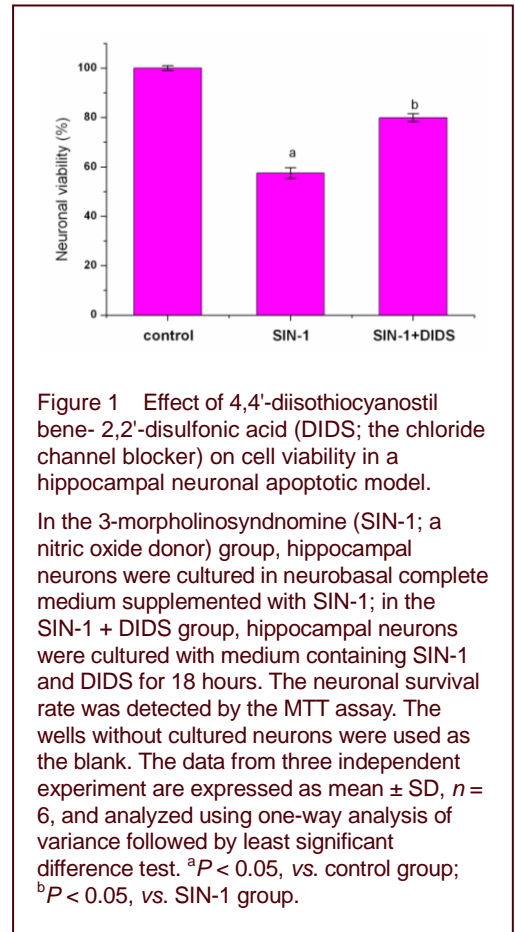 100
80
60
40
20
0
Neuronal viability (%)
a
b
control SIN-1 SIN-1+DIDS
Figure 1 Effect of 4,4'-diisothiocyanostil
bene- 2,2'-disulfonic acid (DIDS; the chloride
channel blocker) on cell viability in a
hippocampal neuronal apoptotic model.
In the 3-morpholinosyndnomine (SIN-1; a
nitric oxide donor) group, hippocampal
neurons were cultured in neurobasal complete
medium supplemented with SIN-1; in the
SIN-1 + DIDS group, hippocampal neurons
were cultured with medium containing SIN-1
and DIDS for 18 hours. The neuronal survival
rate was detected by the MTT assay. The
wells without cultured neurons were used as
the blank. The data from three independent
experiment are expressed as mean ± SD, n =
6, and analyzed using one-way analysis of
variance followed by least significant
difference test. aP < 0.05, vs. control group;
bP < 0.05, vs. SIN-1 group.